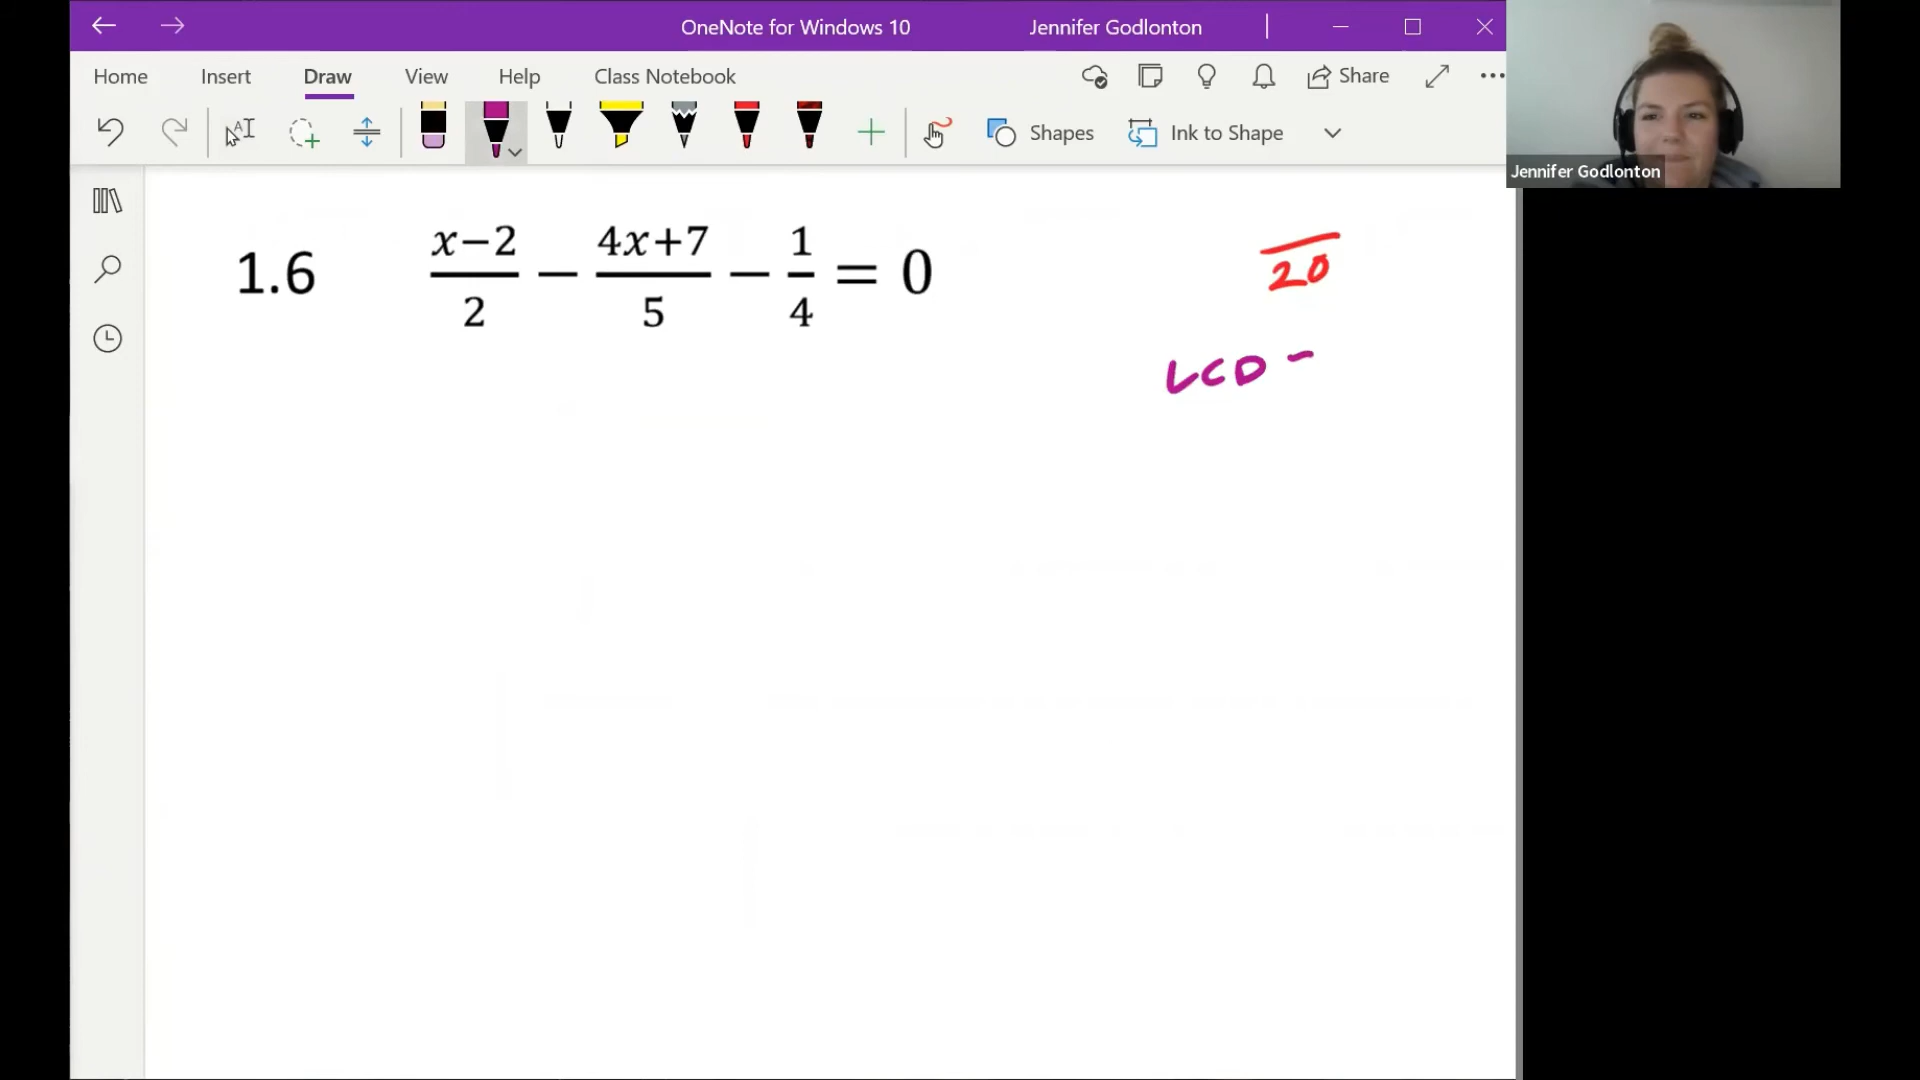 OneNote for Windows 10 Jennifer Godlonton
Home Insert Draw View Help Class Notebook Share
Shapes Ink to Shape
Jennifer Godlonton
1.6 (x−2)/2 − (4x+7)/5 − 1/4 = 0
20
LCD -